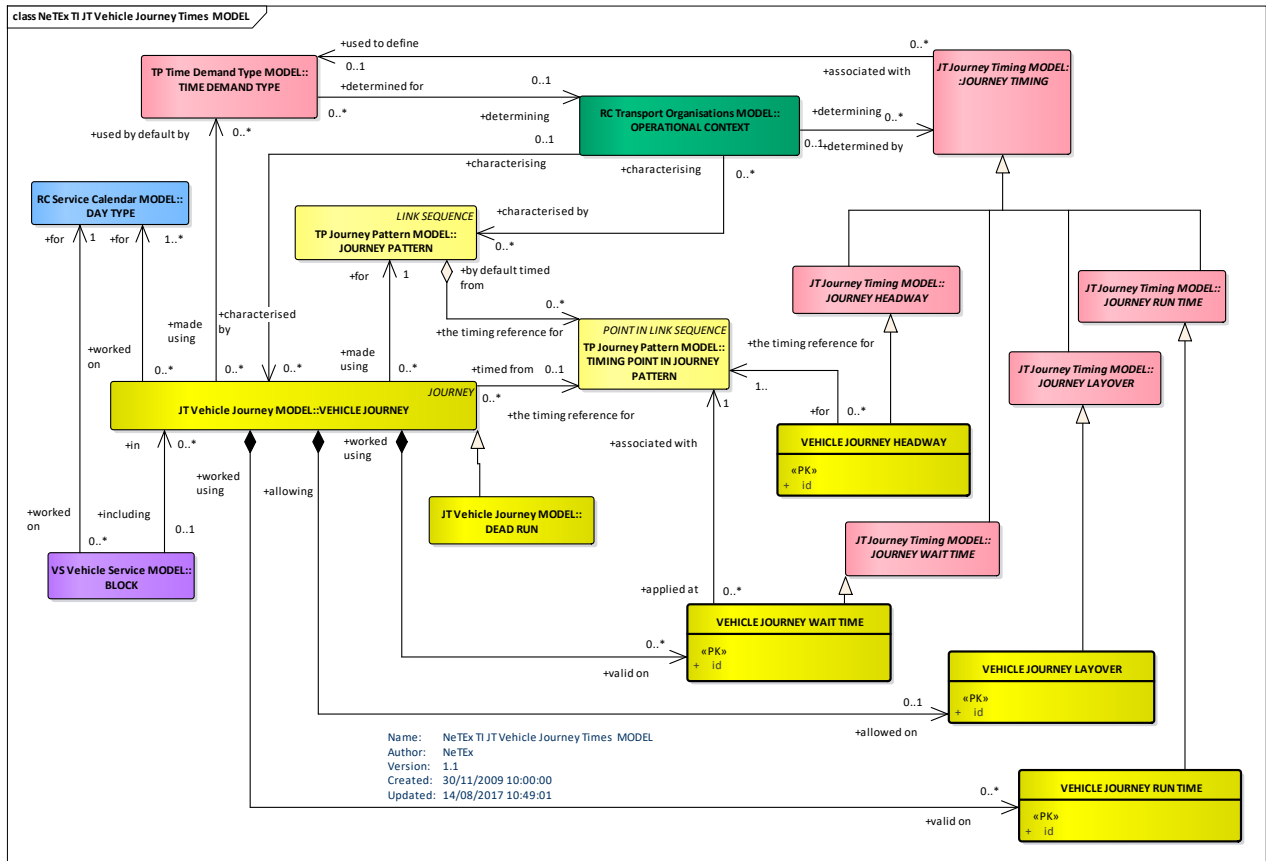 class NeTEx TI JT Vehicle Journey Times MODEL
+used to define
0..*
0..1
+associated with
TP Time Demand Type MODEL::
TIME DEMAND TYPE
JT Journey Timing MODEL:
:JOURNEY TIMING
+determined for
0..1
0..*
+determining
RC Transport Organisations MODEL::
OPERATIONAL CONTEXT
+determining
0..*
0..1
+determined by
+used by default by
0..*
0..1
+characterising
+characterising
0..*
RC Service Calendar MODEL::
DAY TYPE
LINK SEQUENCE
TP Journey Pattern MODEL::
JOURNEY PATTERN
+characterised by
0..*
+for
1
+for
1..*
+for
1
+by default timed
from
JT Journey Timing MODEL::
JOURNEY HEADWAY
JT Journey Timing MODEL::
JOURNEY RUN TIME
0..*
+the timing reference for
+characterised
by
+made
using
+worked
on
+made
using
POINT IN LINK SEQUENCE
TP Journey Pattern MODEL::
TIMING POINT IN JOURNEY
PATTERN
+the timing reference for
1..
JT Journey Timing MODEL::
JOURNEY LAYOVER
0..*
0..*
0..*
0..*
+timed from
0..1
0..*
+the timing reference for
1
JOURNEY
JT Vehicle Journey MODEL::VEHICLE JOURNEY
+for
0..*
VEHICLE JOURNEY HEADWAY
«PK»
+ id
+in
0..*
+worked
using
+allowing
+worked
using
+associated with
JT Vehicle Journey MODEL::
DEAD RUN
+worked
on
+including
0..*
0..1
VS Vehicle Service MODEL::
BLOCK
JT Journey Timing MODEL::
JOURNEY WAIT TIME
+applied at
0..*
VEHICLE JOURNEY WAIT TIME
«PK»
+ id
0..*
+valid on
VEHICLE JOURNEY LAYOVER
«PK»
+ id
0..1
+allowed on
Name: NeTEx TI JT Vehicle Journey Times MODEL
Author: NeTEx
Version: 1.1
Created: 30/11/2009 10:00:00
Updated: 14/08/2017 10:49:01
VEHICLE JOURNEY RUN TIME
«PK»
+ id
0..*
+valid on